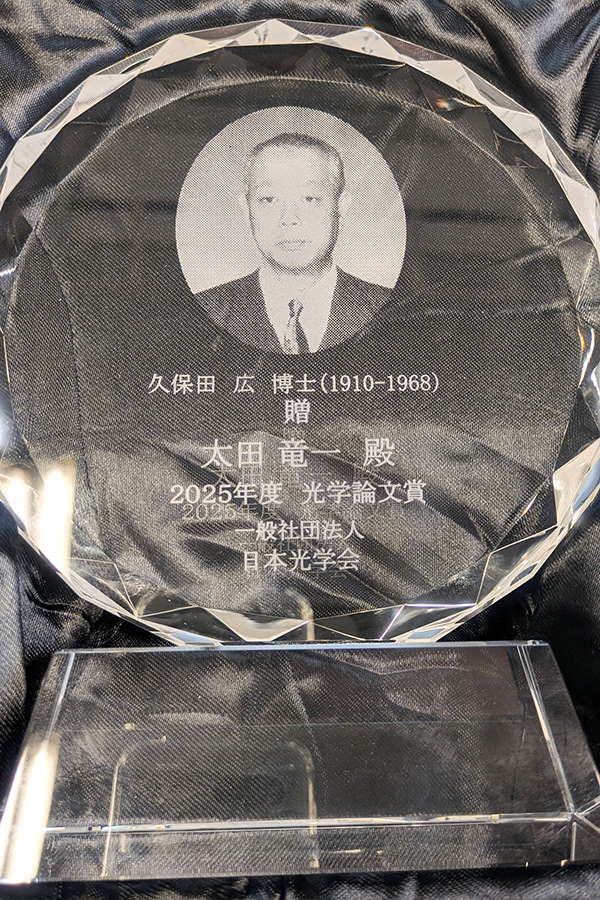 久保田 広 博士(1910-1968)
贈
太田 竜一 殿
2025年度 光学論文賞
一般社団法人
日本光学会